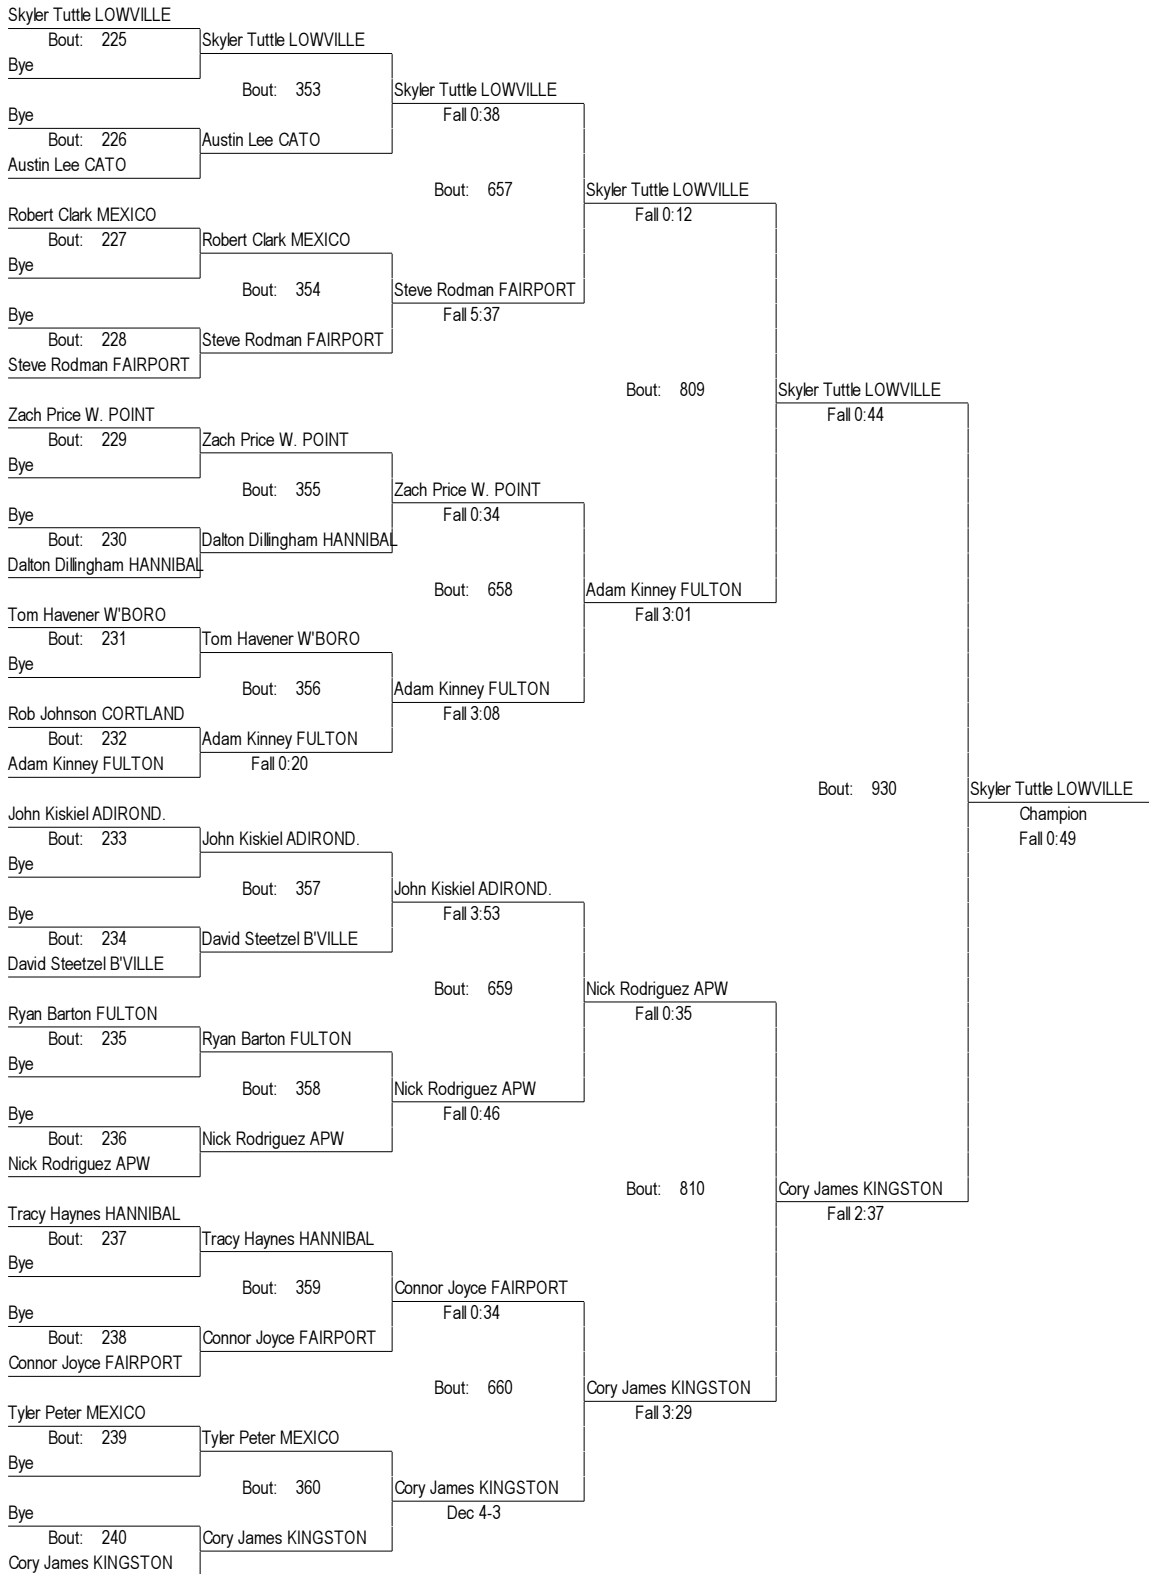 Skyler Tuttle LOWVILLE
Bout: 225
Skyler Tuttle LOWVILLE
Bye
Bout: 353
Skyler Tuttle LOWVILLE
Bye
Fall 0:38
Bout: 226
Austin Lee CATO
Austin Lee CATO
Bout: 657
Skyler Tuttle LOWVILLE
Robert Clark MEXICO
Fall 0:12
Bout: 227
Robert Clark MEXICO
Bye
Bout: 354
Steve Rodman FAIRPORT
Bye
Fall 5:37
Bout: 228
Steve Rodman FAIRPORT
Steve Rodman FAIRPORT
Bout: 809
Skyler Tuttle LOWVILLE
Zach Price W. POINT
Fall 0:44
Bout: 229
Zach Price W. POINT
Bye
Bout: 355
Zach Price W. POINT
Bye
Fall 0:34
Bout: 230
Dalton Dillingham HANNIBAL
Dalton Dillingham HANNIBAL
Bout: 658
Adam Kinney FULTON
Tom Havener W'BORO
Fall 3:01
Bout: 231
Tom Havener W'BORO
Bye
Bout: 356
Adam Kinney FULTON
Rob Johnson CORTLAND
Fall 3:08
Bout: 232
Adam Kinney FULTON
Adam Kinney FULTON
Fall 0:20
Bout: 930
Skyler Tuttle LOWVILLE
John Kiskiel ADIROND.
Champion
Bout: 233
John Kiskiel ADIROND.
Fall 0:49
Bye
Bout: 357
John Kiskiel ADIROND.
Bye
Fall 3:53
Bout: 234
David Steetzel B'VILLE
David Steetzel B'VILLE
Bout: 659
Nick Rodriguez APW
Ryan Barton FULTON
Fall 0:35
Bout: 235
Ryan Barton FULTON
Bye
Bout: 358
Nick Rodriguez APW
Bye
Fall 0:46
Bout: 236
Nick Rodriguez APW
Nick Rodriguez APW
Bout: 810
Cory James KINGSTON
Tracy Haynes HANNIBAL
Fall 2:37
Bout: 237
Tracy Haynes HANNIBAL
Bye
Bout: 359
Connor Joyce FAIRPORT
Bye
Fall 0:34
Bout: 238
Connor Joyce FAIRPORT
Connor Joyce FAIRPORT
Bout: 660
Cory James KINGSTON
Tyler Peter MEXICO
Fall 3:29
Bout: 239
Tyler Peter MEXICO
Bye
Bout: 360
Cory James KINGSTON
Bye
Dec 4-3
Bout: 240
Cory James KINGSTON
Cory James KINGSTON